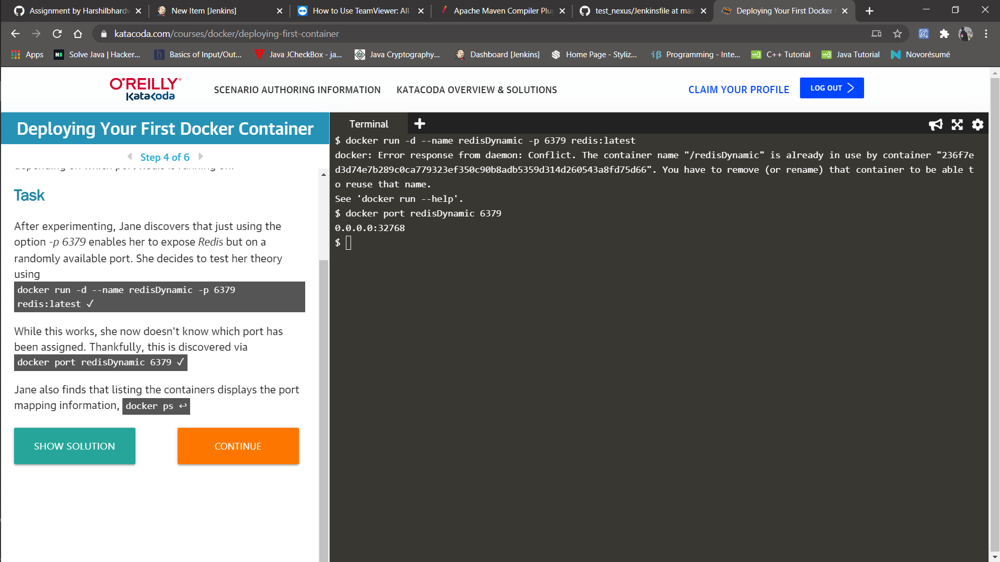 Assignment by Harshilbhardw
New Item [Jenkins]
How to Use TeamViewer: All
Apache Maven Compiler Plu
test_nexus/Jenkinsfile at mas
Deploying Your First Docker
katacoda.com/courses/docker/deploying-first-container
Apps
Solve Java | Hacker...
Basics of Input/Out...
Java JCheckBox - ja...
Java Cryptography...
Dashboard [Jenkins]
Home Page - Styliz...
Programming - Inte...
C++ Tutorial
Java Tutorial
Novorésumé
O'REILLY®
Katacoda
SCENARIO AUTHORING INFORMATION
KATACODA OVERVIEW & SOLUTIONS
CLAIM YOUR PROFILE
LOG OUT
Deploying Your First Docker Container
Step 4 of 6
depending on which port Redis is running on.
Task
After experimenting, Jane discovers that just using the
option -p 6379 enables her to expose Redis but on a
randomly available port. She decides to test her theory
using
docker run -d --name redisDynamic -p 6379
redis:latest ✓
While this works, she now doesn't know which port has
been assigned. Thankfully, this is discovered via
docker port redisDynamic 6379 ✓
Jane also finds that listing the containers displays the port
mapping information, docker ps ↩
SHOW SOLUTION
CONTINUE
Terminal
$ docker run -d --name redisDynamic -p 6379 redis:latest
docker: Error response from daemon: Conflict. The container name "/redisDynamic" is already in use by container "236f7e
d3d74e7b289c0ca779323ef350c90b8adb5359d314d260543a8fd75d66". You have to remove (or rename) that container to be able t
o reuse that name.
See 'docker run --help'.
$ docker port redisDynamic 6379
0.0.0.0:32768
$